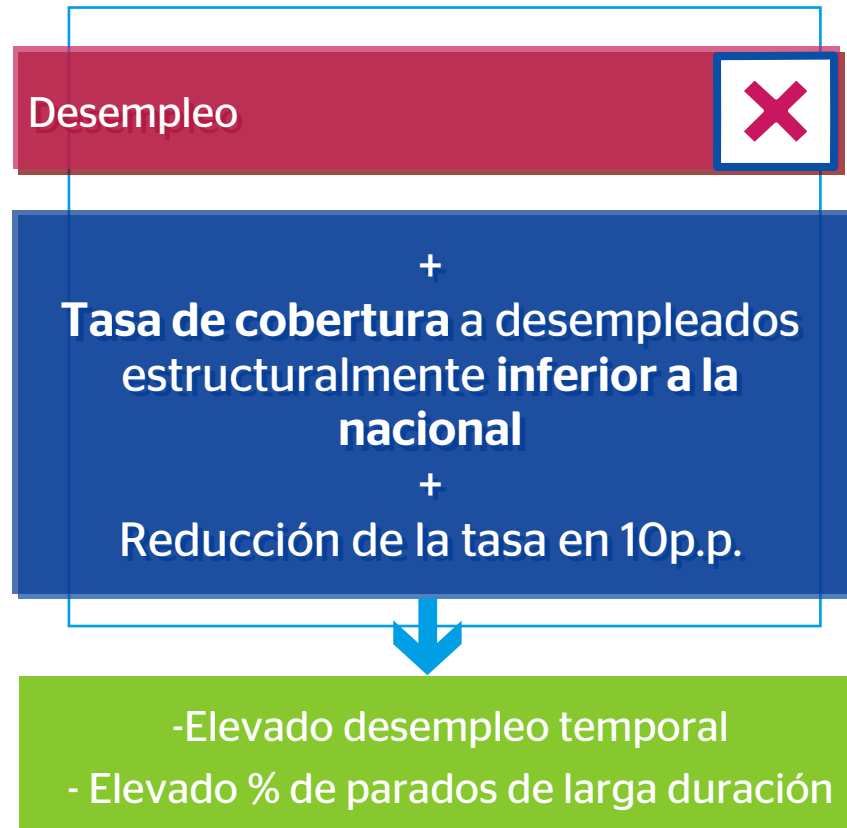 Desempleo
+
Tasa de cobertura a desempleados
estructuralmente inferior a la
nacional
+
Reducción de la tasa en 10p.p.
-Elevado desempleo temporal
- Elevado % de parados de larga duración